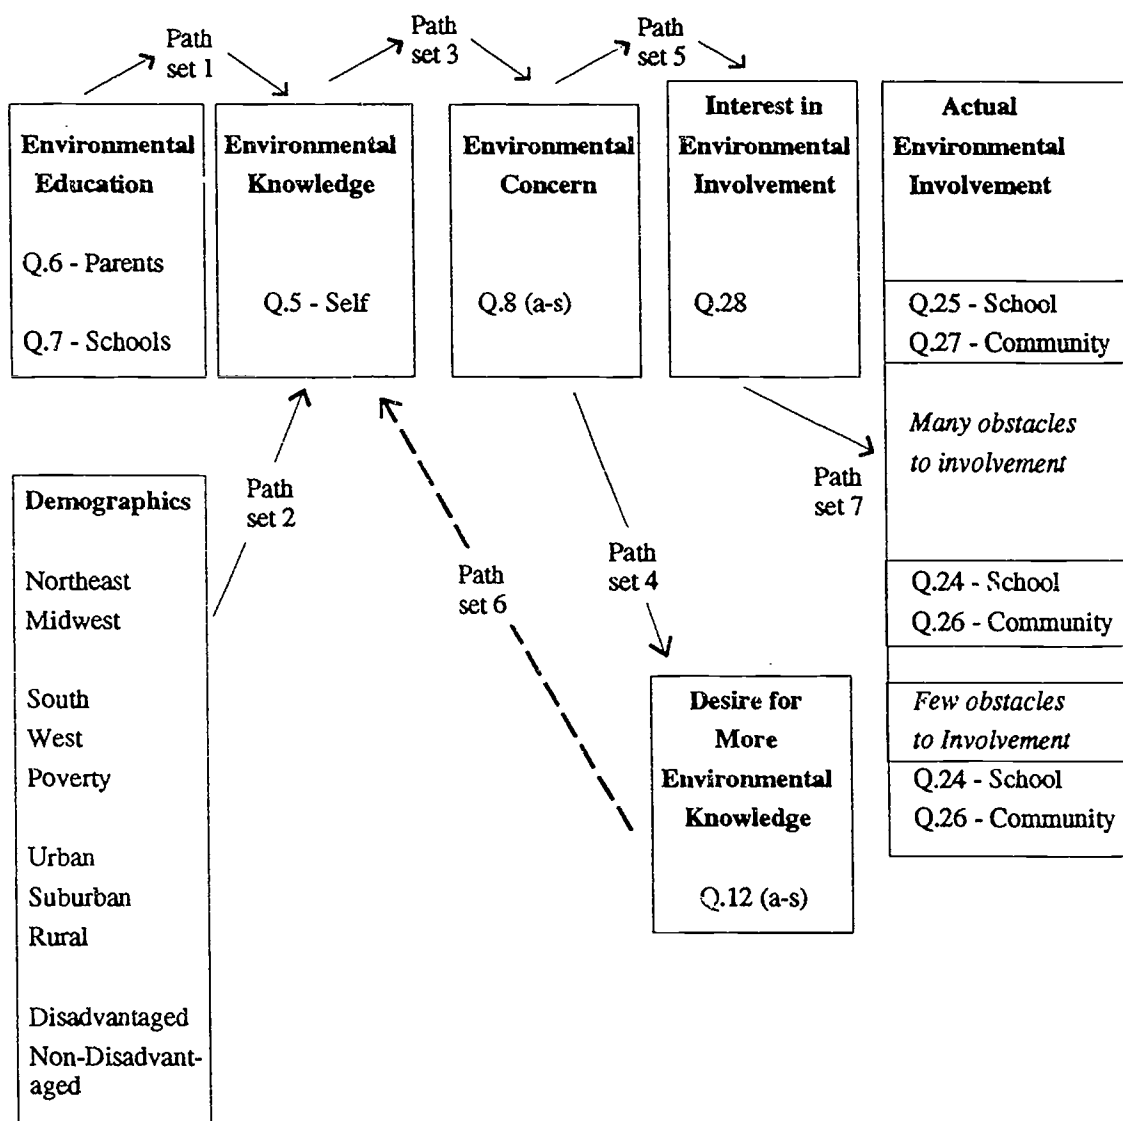 Path
set 1
Path
set 3
Path
set 5
Environmental
Education
Q.6 - Parents
Q.7 - Schools
Environmental
Knowledge
Q.5 - Self
Environmental
Concern
Q.8 (a-s)
Interest in
Environmental
Involvement
Q.28
Actual
Environmental
Involvement
Q.25 - School
Q.27 - Community
Many obstacles
to involvement
Q.24 - School
Q.26 - Community
Few obstacles
to Involvement
Q.24 - School
Q.26 - Community
Path
set 7
Path
set 2
Path
set 6
Path
set 4
Demographics
Northeast
Midwest
South
West
Poverty
Urban
Suburban
Rural
Disadvantaged
Non-Disadvant-
aged
Desire for
More
Environmental
Knowledge
Q.12 (a-s)